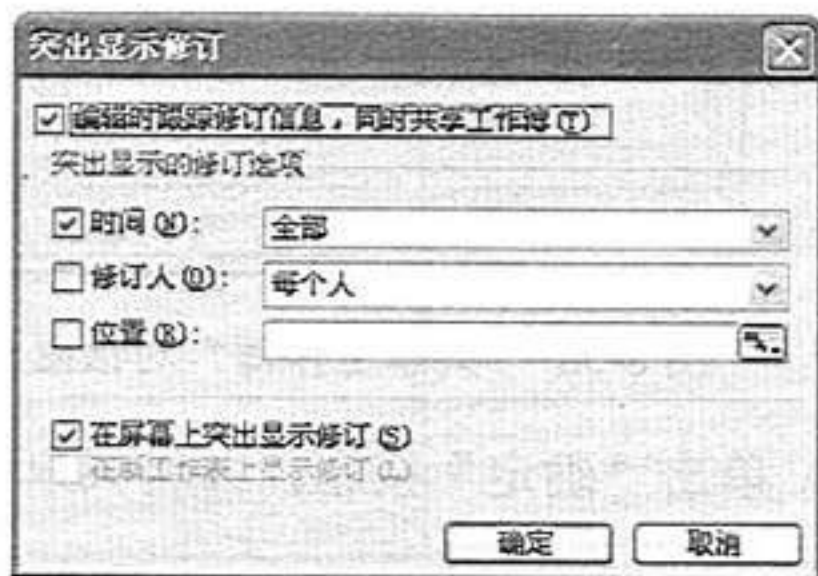 突出显示修订
编辑时跟踪修订信息，同时共享工作簿(T)
突出显示的修订选项
时间(N)： 全部
修订人(O)： 每个人
位置(R)：
在屏幕上突出显示修订(S)
在新工作表上显示修订(L)
确定 取消